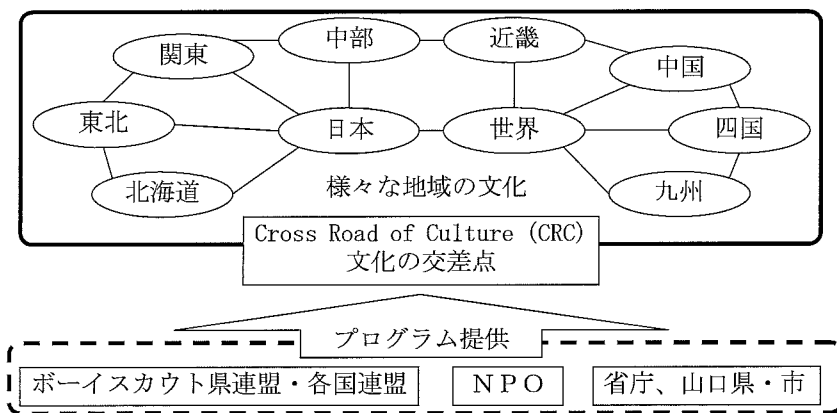 中部
近畿
関東
中国
東北
日本
世界
四国
北海道
様々な地域の文化
九州
Cross Road of Culture (CRC)
文化の交差点
プログラム提供
ボーイスカウト県連盟・各国連盟
NPO
省庁、山口県・市